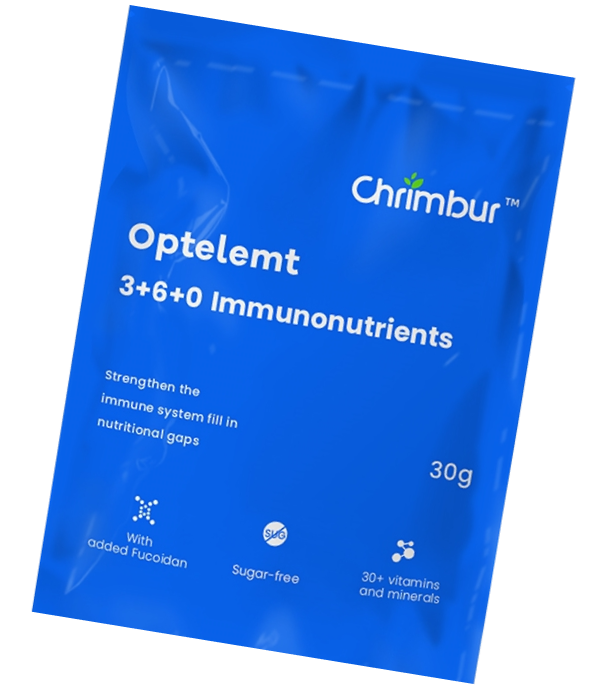 Chrimbur™
Optelemt
3+6+0 Immunonutrients
Strengthen the
immune system fill in
nutritional gaps
30g
SUG
With
added Fucoidan
Sugar-free
30+ vitamins
and minerals